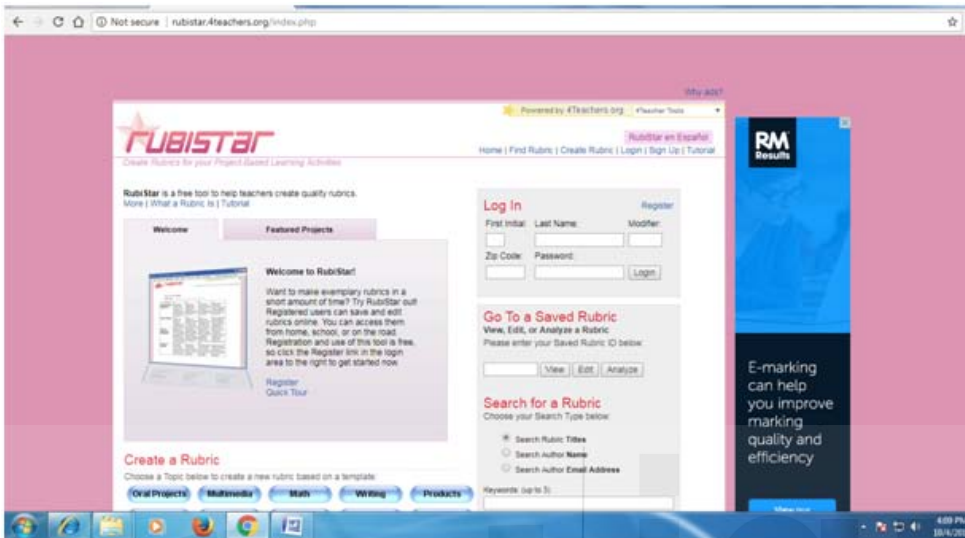 Not secure | rubistar.4teachers.org/index.php
Why ads?
Powered by 4Teachers.org 4Teacher Tools
RUBISTAR
RubiStar en Español
Home | Find Rubric | Create Rubric | Login | Sign Up | Tutorial
Create Rubrics for your Project-Based Learning Activities
RubiStar is a free tool to help teachers create quality rubrics.
More | What a Rubric Is | Tutorial
Welcome
Featured Projects
Welcome to RubiStar!
Want to make exemplary rubrics in a
short amount of time? Try RubiStar out!
Registered users can save and edit
rubrics online. You can access them
from home, school, or on the road.
Registration and use of this tool is free,
so click the Register link in the login
area to the right to get started now.
Register
Quick Tour
Create a Rubric
Choose a Topic below to create a new rubric based on a template:
Oral Projects Multimedia Math Writing Products
Log In
Register
First Initial: Last Name: Modifier:
Zip Code: Password:
Login
Go To a Saved Rubric
View, Edit, or Analyze a Rubric
Please enter your Saved Rubric ID below:
View Edit Analyze
Search for a Rubric
Choose your Search Type below:
Search Rubric Titles
Search Author Name
Search Author Email Address
Keywords: (up to 3)
RM
Results
E-marking
can help
you improve
marking
quality and
efficiency
4:09 PM